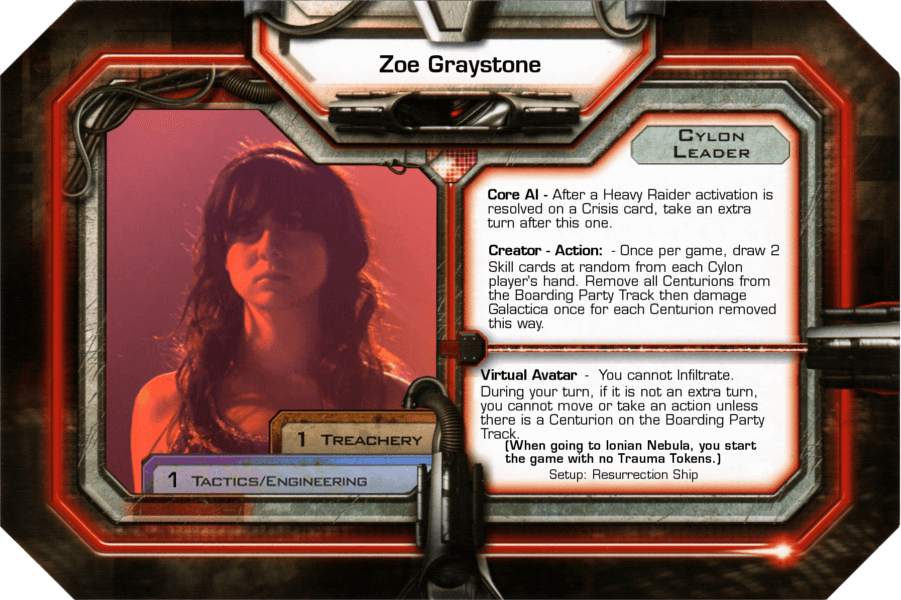 Zoe Graystone
Cylon
Leader
Core AI - After a Heavy Raider activation is
resolved on a Crisis card, take an extra
turn after this one.
Creator - Action: - Once per game, draw 2
Skill cards at random from each Cylon
player's hand. Remove all Centurions from
the Boarding Party Track then damage
Galactica once for each Centurion removed
this way.
Virtual Avatar - You cannot Infiltrate.
During your turn, if it is not an extra turn,
you cannot move or take an action unless
there is a Centurion on the Boarding Party
Track.
(When going to Ionian Nebula, you start
the game with no Trauma Tokens.)
Setup: Resurrection Ship
1 Treachery
1 Tactics/Engineering